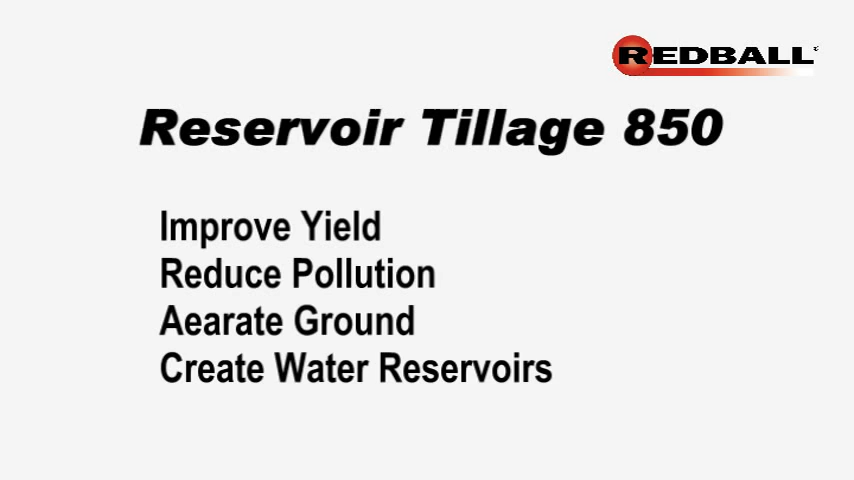 REDBALL
Reservoir Tillage 850
Improve Yield
Reduce Pollution
Aearate Ground
Create Water Reservoirs